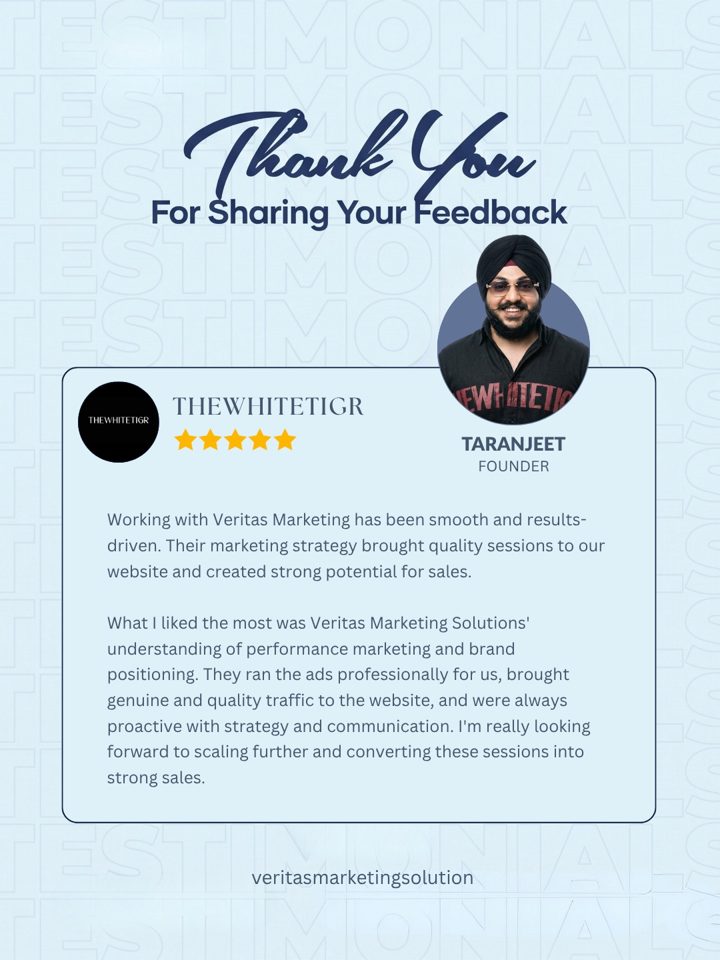 TESTIMONIALS
Thank You
For Sharing Your Feedback
THEWHITETIGR
THEWHITETIGR
TARANJEET
FOUNDER
Working with Veritas Marketing has been smooth and results-
driven. Their marketing strategy brought quality sessions to our
website and created strong potential for sales.
What I liked the most was Veritas Marketing Solutions'
understanding of performance marketing and brand
positioning. They ran the ads professionally for us, brought
genuine and quality traffic to the website, and were always
proactive with strategy and communication. I'm really looking
forward to scaling further and converting these sessions into
strong sales.
veritasmarketingsolution